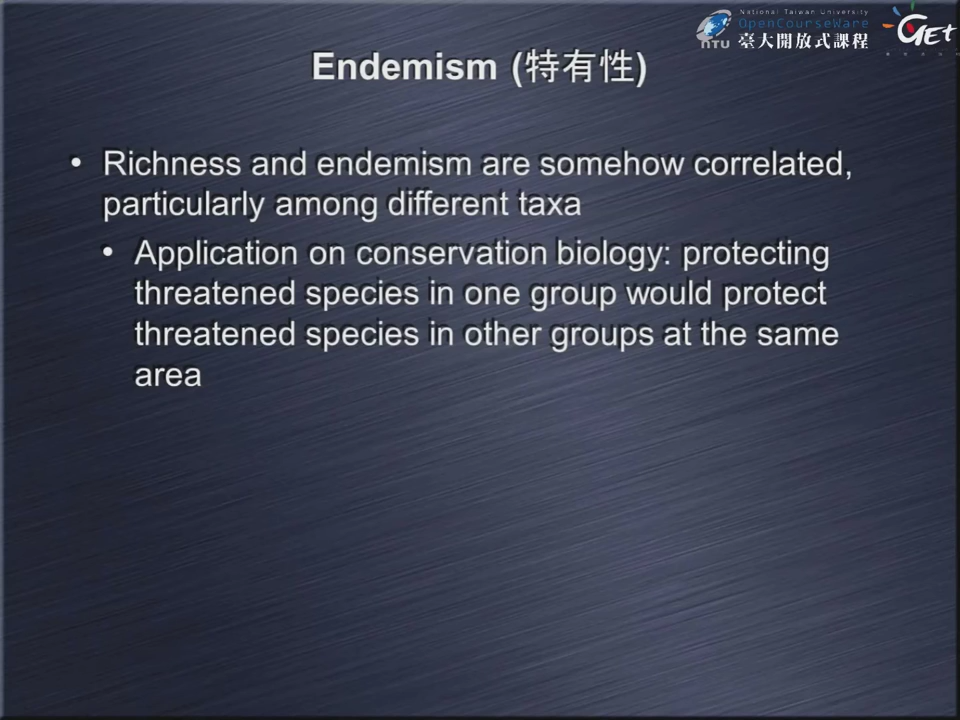 National Taiwan University
OpenCourseWare
NTU 臺大開放式課程
GET
Endemism (特有性)
• Richness and endemism are somehow correlated,
particularly among different taxa
• Application on conservation biology: protecting
threatened species in one group would protect
threatened species in other groups at the same
area